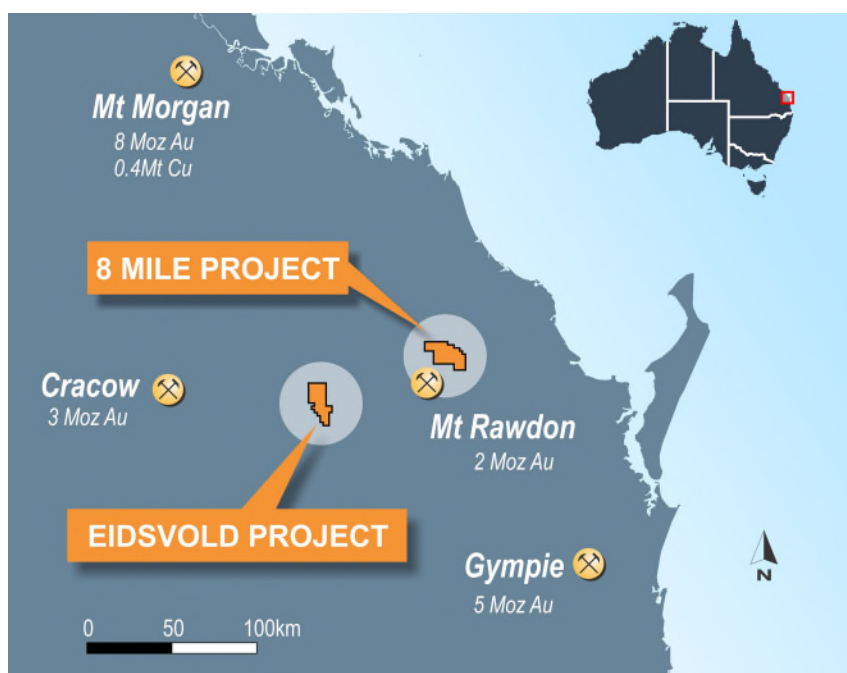 Mt Morgan
8 Moz Au
0.4Mt Cu
8 MILE PROJECT
Cracow
3 Moz Au
Mt Rawdon
2 Moz Au
EIDSVOLD PROJECT
Gympie
5 Moz Au
N
0 50 100km